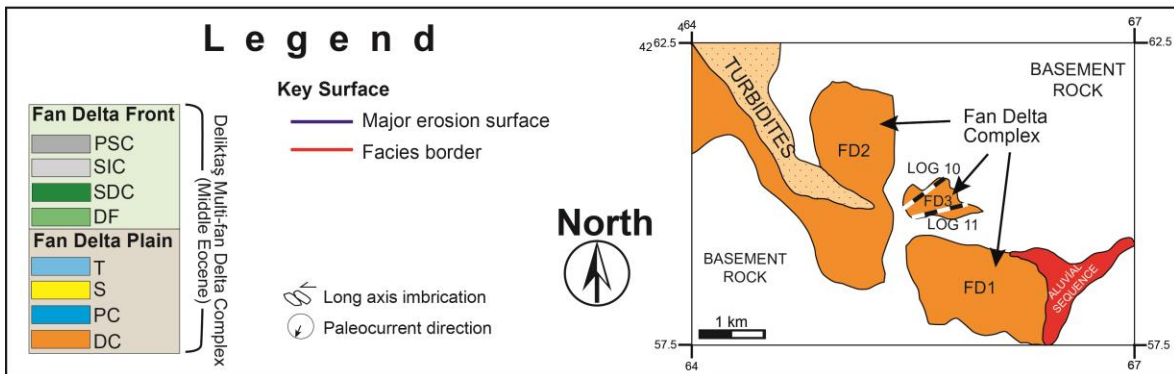 Legend
Fan Delta Front
PSC
SIC
SDC
DF
Fan Delta Plain
T
S
PC
DC
Deliktaş Multi-fan Delta Complex
(Middle Eocene)
Key Surface
Major erosion surface
Facies border
Long axis imbrication
Paleocurrent direction
North
464
67
4262.5
62.5
TURBIDITES
BASEMENT
ROCK
Fan Delta
Complex
FD2
LOG 10
FD3
LOG 11
BASEMENT
ROCK
FD1
ALUVIAL
SEQUENCE
1 km
57.5
57.5
64
67